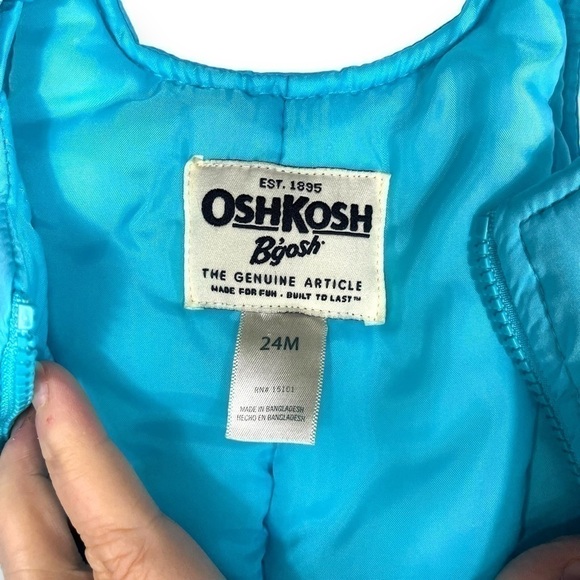 EST. 1895
OSHKOSH
B'gosh
THE GENUINE ARTICLE
MADE FOR FUN • BUILT TO LAST™
24M
RN# 15101
MADE IN BANGLADESH
HECHO EN BANGLADESH